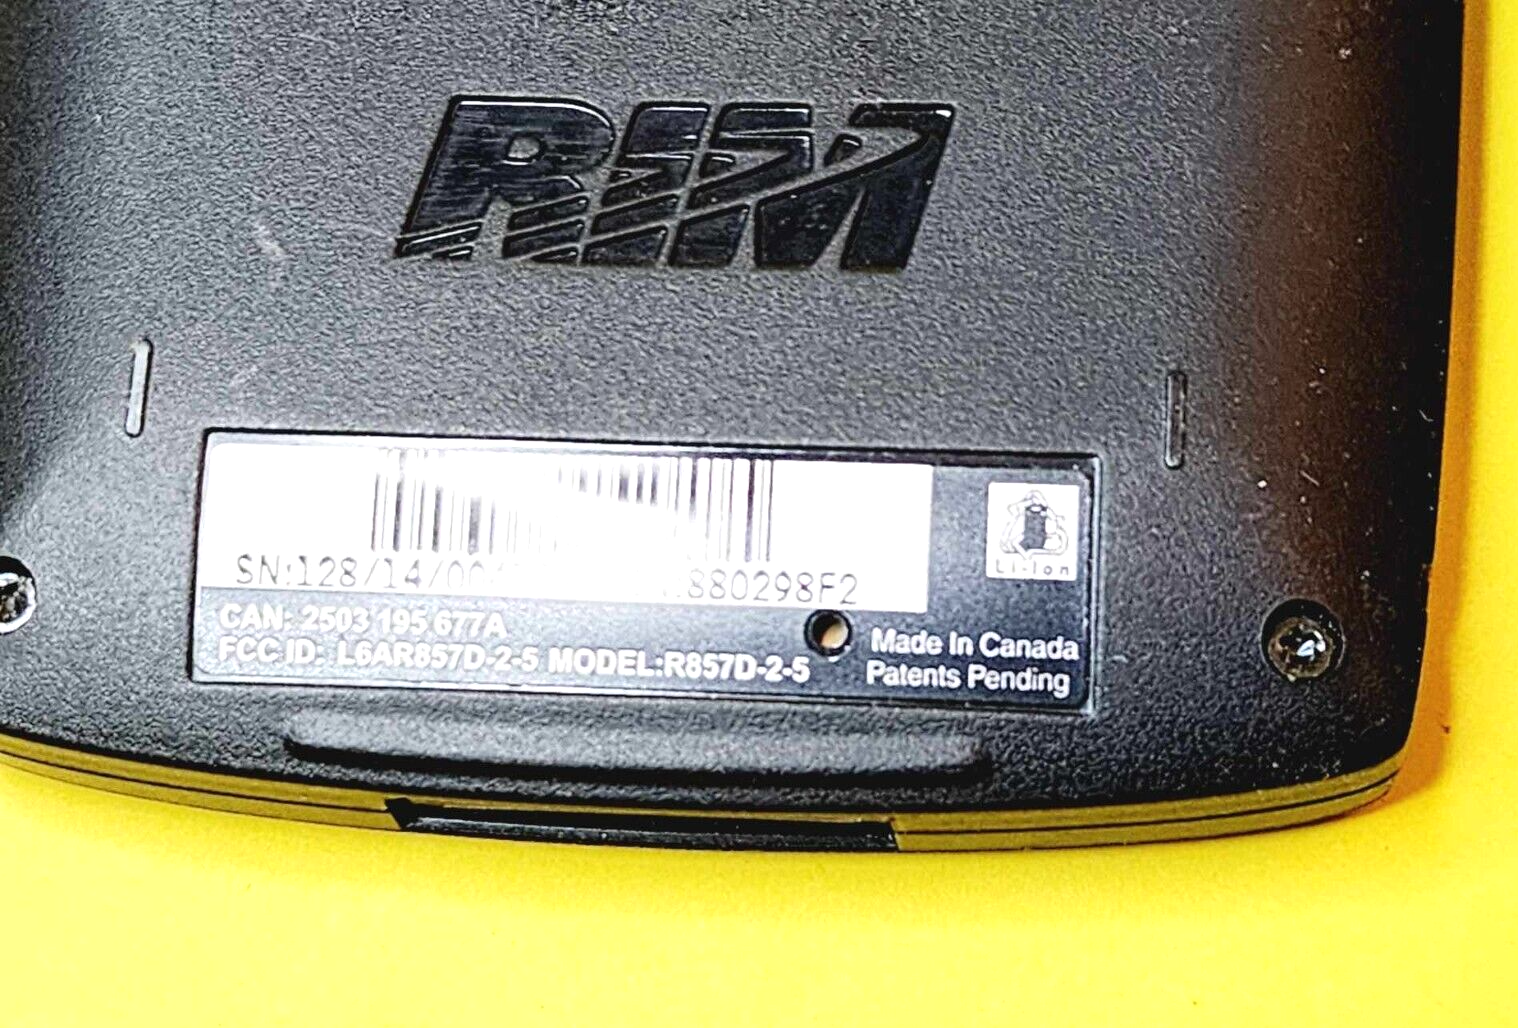 RIM
SN:128/14/00 880298F2
Li-Ion
CAN: 2503 195 677A
FCC ID: L6AR857D-2-5 MODEL:R857D-2-5
Made In Canada
Patents Pending